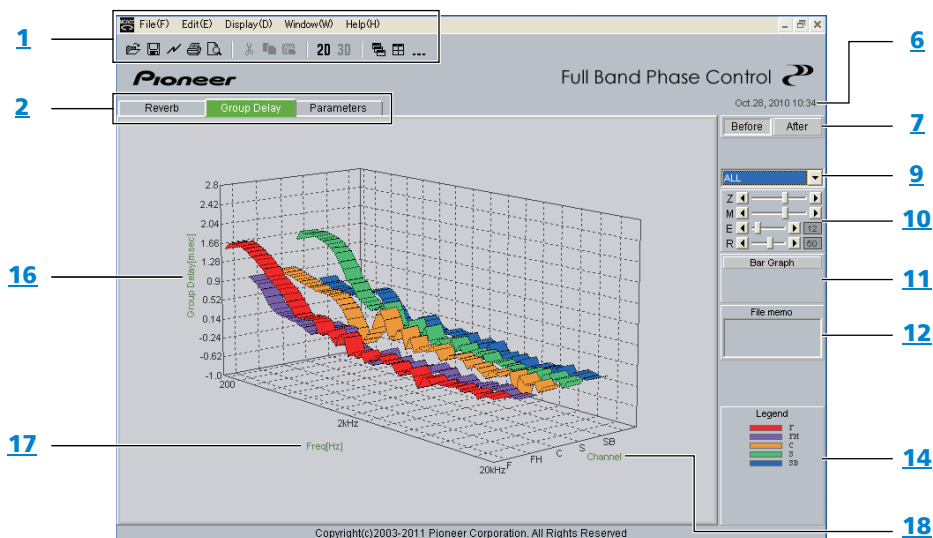 File(F) Edit(E) Display(D) Window(W) Help(H)
1
6
2D 3D ...
Pioneer
Full Band Phase Control
Oct.28, 2010 10:34
2
Reverb Group Delay Parameters
Before After
7
ALL
9
Z
M
E 12
R 50
10
Bar Graph
11
File memo
12
16
Group Delay[msec]
2.8
2.42
2.04
1.66
1.28
0.9
0.52
0.14
-0.24
-0.62
-1.0
200
2kHz
20kHz
17
Freq[Hz]
F FH C S SB
Channel
Legend
F
FH
C
S
SB
14
18
Copyright(c)2003-2011 Pioneer Corporation. All Rights Reserved